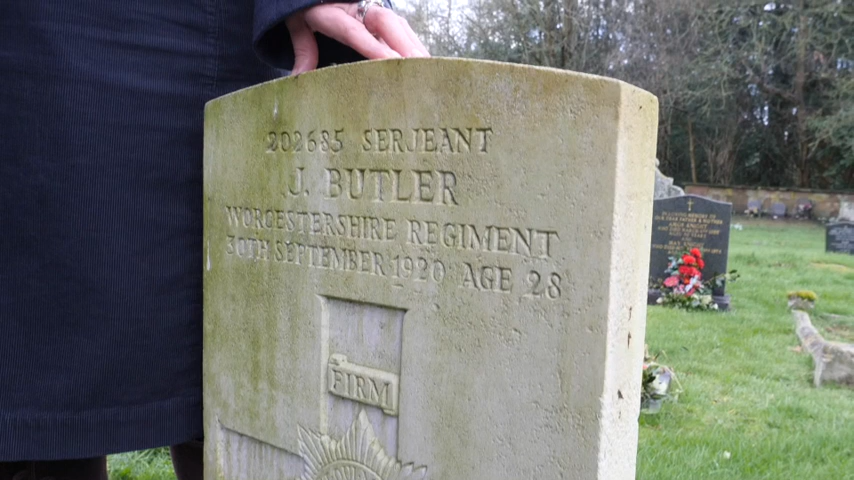 202685 SERJEANT
J. BUTLER
WORCESTERSHIRE REGIMENT
30TH SEPTEMBER 1920 AGE 28
FIRM